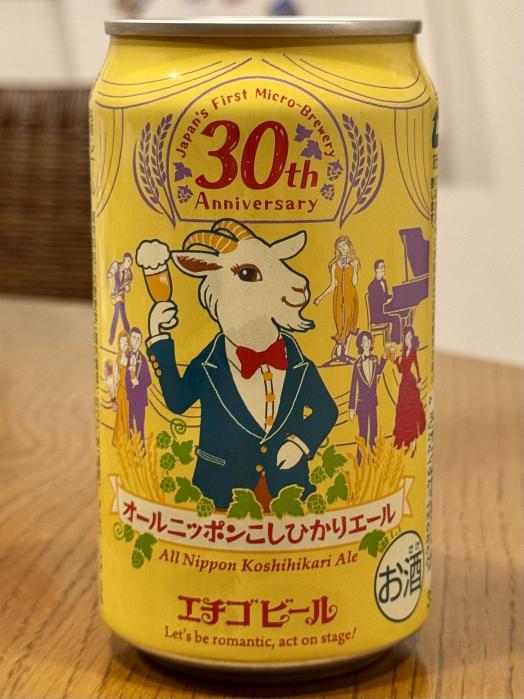 Japan's First Micro-Brewery
30th
Anniversary
オールニッポンこしひかりエール
All Nippon Koshihikari Ale
お酒
さけ
エチゴビール
Let's be romantic, act on stage!